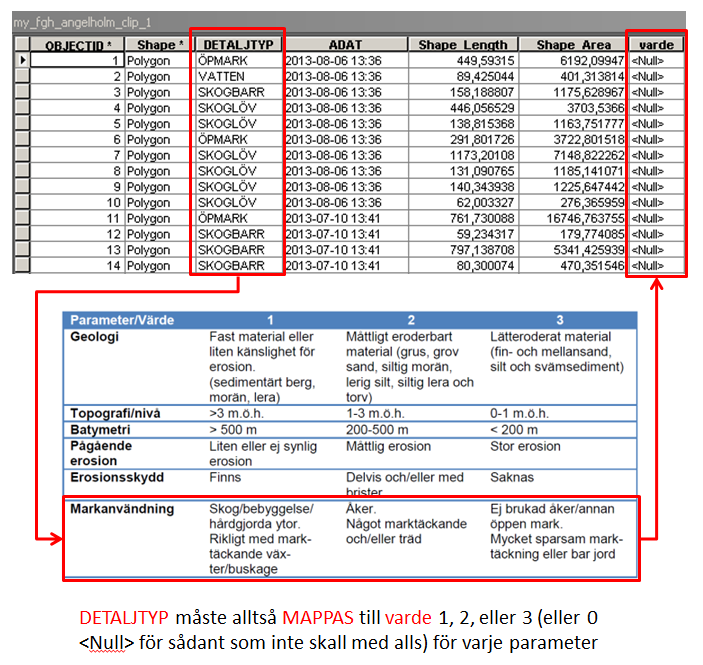 my_fgh_angelholm_clip_1
OBJECTID * Shape * DETALJTYP ADAT Shape_Length Shape_Area varde
1 Polygon ÖPMARK 2013-08-06 13:36 449,59315 6192,09947 <Null>
2 Polygon VATTEN 2013-08-06 13:36 89,425044 401,313814 <Null>
3 Polygon SKOGBARR 2013-08-06 13:36 158,188807 1175,628967 <Null>
4 Polygon SKOGLÖV 2013-08-06 13:36 446,056529 3703,5366 <Null>
5 Polygon SKOGLÖV 2013-08-06 13:36 138,815368 1163,751777 <Null>
6 Polygon ÖPMARK 2013-08-06 13:36 291,801726 3722,801518 <Null>
7 Polygon SKOGLÖV 2013-08-06 13:36 1173,20108 7148,822262 <Null>
8 Polygon SKOGLÖV 2013-08-06 13:36 131,090765 1185,141071 <Null>
9 Polygon SKOGLÖV 2013-08-06 13:36 140,343938 1225,647442 <Null>
10 Polygon SKOGLÖV 2013-08-06 13:36 62,003327 276,365959 <Null>
11 Polygon ÖPMARK 2013-07-10 13:41 761,730088 16746,763755 <Null>
12 Polygon SKOGBARR 2013-07-10 13:41 59,234317 179,774085 <Null>
13 Polygon SKOGBARR 2013-07-10 13:41 797,138708 5341,425939 <Null>
14 Polygon SKOGBARR 2013-07-10 13:41 80,300074 470,351546 <Null>
Parameter/Värde 1 2 3
Geologi Fast material eller Måttligt eroderbart Lätteroderat material
liten känslighet för material (grus, grov (fin- och mellansand,
erosion. sand, siltig morän, silt och svämsediment)
(sedimentärt berg, lerig silt, siltig lera och
morän, lera) torv)
Topografi/nivå >3 m.ö.h. 1-3 m.ö.h. 0-1 m.ö.h.
Batymetri > 500 m 200-500 m < 200 m
Pågående Liten eller ej synlig Måttlig erosion Stor erosion
erosion erosion
Erosionsskydd Finns Delvis och/eller med Saknas
brister
Markanvändning Skog/bebyggelse/ Åker. Ej brukad åker/annan
hårdgjorda ytor. Något marktäckande öppen mark.
Rikligt med mark- och/eller träd Mycket sparsam mark-
täckande väx- täckning eller bar jord
ter/buskage
DETALJTYP måste alltså MAPPAS till varde 1, 2, eller 3 (eller 0
<Null> för sådant som inte skall med alls) för varje parameter